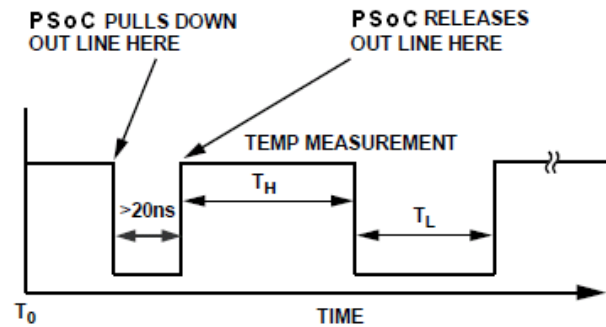 PSoC PULLS DOWN
OUT LINE HERE
PSoC RELEASES
OUT LINE HERE
TEMP MEASUREMENT
>20ns
TH
TL
T0
TIME